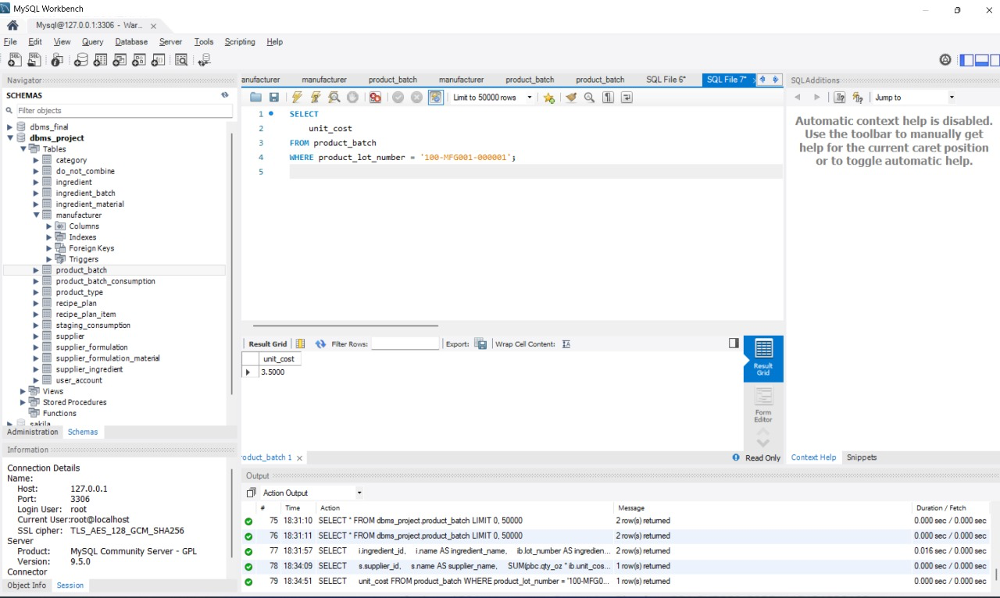 MySQL Workbench
Mysql@127.0.0.1:3306 - War...
File Edit View Query Database Server Tools Scripting Help
Navigator
SCHEMAS
Filter objects
dbms_final
dbms_project
Tables
category
do_not_combine
ingredient
ingredient_batch
ingredient_material
manufacturer
Columns
Indexes
Foreign Keys
Triggers
product_batch
product_batch_consumption
product_type
recipe_plan
recipe_plan_item
staging_consumption
supplier
supplier_formulation
supplier_formulation_material
supplier_ingredient
user_account
Views
Stored Procedures
Functions
sakila
Administration Schemas
Information
Connection Details
Name:
Host: 127.0.0.1
Port: 3306
Login User: root
Current User:root@localhost
SSL cipher: TLS_AES_128_GCM_SHA256
Server
Product: MySQL Community Server - GPL
Version: 9.5.0
Connector
Object Info Session
anufacturer manufacturer product_batch manufacturer product_batch product_batch SQL File 6* SQL File 7*
Limit to 50000 rows
1 SELECT
2 unit_cost
3 FROM product_batch
4 WHERE product_lot_number = '100-MFG001-000001';
5
Result Grid Filter Rows: Export: Wrap Cell Content:
unit_cost
3.5000
Result
Grid
Form
Editor
roduct_batch 1
Read Only
Output
Action Output
# Time Action Message Duration / Fetch
75 18:31:10 SELECT * FROM dbms_project.product_batch LIMIT 0, 50000 2 row(s) returned 0.000 sec / 0.000 sec
76 18:31:11 SELECT * FROM dbms_project.product_batch LIMIT 0, 50000 2 row(s) returned 0.000 sec / 0.000 sec
77 18:31:57 SELECT i.ingredient_id, i.name AS ingredient_name, ib.lot_number AS ingredien... 2 row(s) returned 0.016 sec / 0.000 sec
78 18:34:09 SELECT s.supplier_id, s.name AS supplier_name, SUM(pbc.qty_oz * ib.unit_cos... 1 row(s) returned 0.000 sec / 0.000 sec
79 18:34:51 SELECT unit_cost FROM product_batch WHERE product_lot_number = '100-MFG0... 1 row(s) returned 0.000 sec / 0.000 sec
SQLAdditions
Jump to
Automatic context help is disabled.
Use the toolbar to manually get
help for the current caret position
or to toggle automatic help.
Context Help Snippets